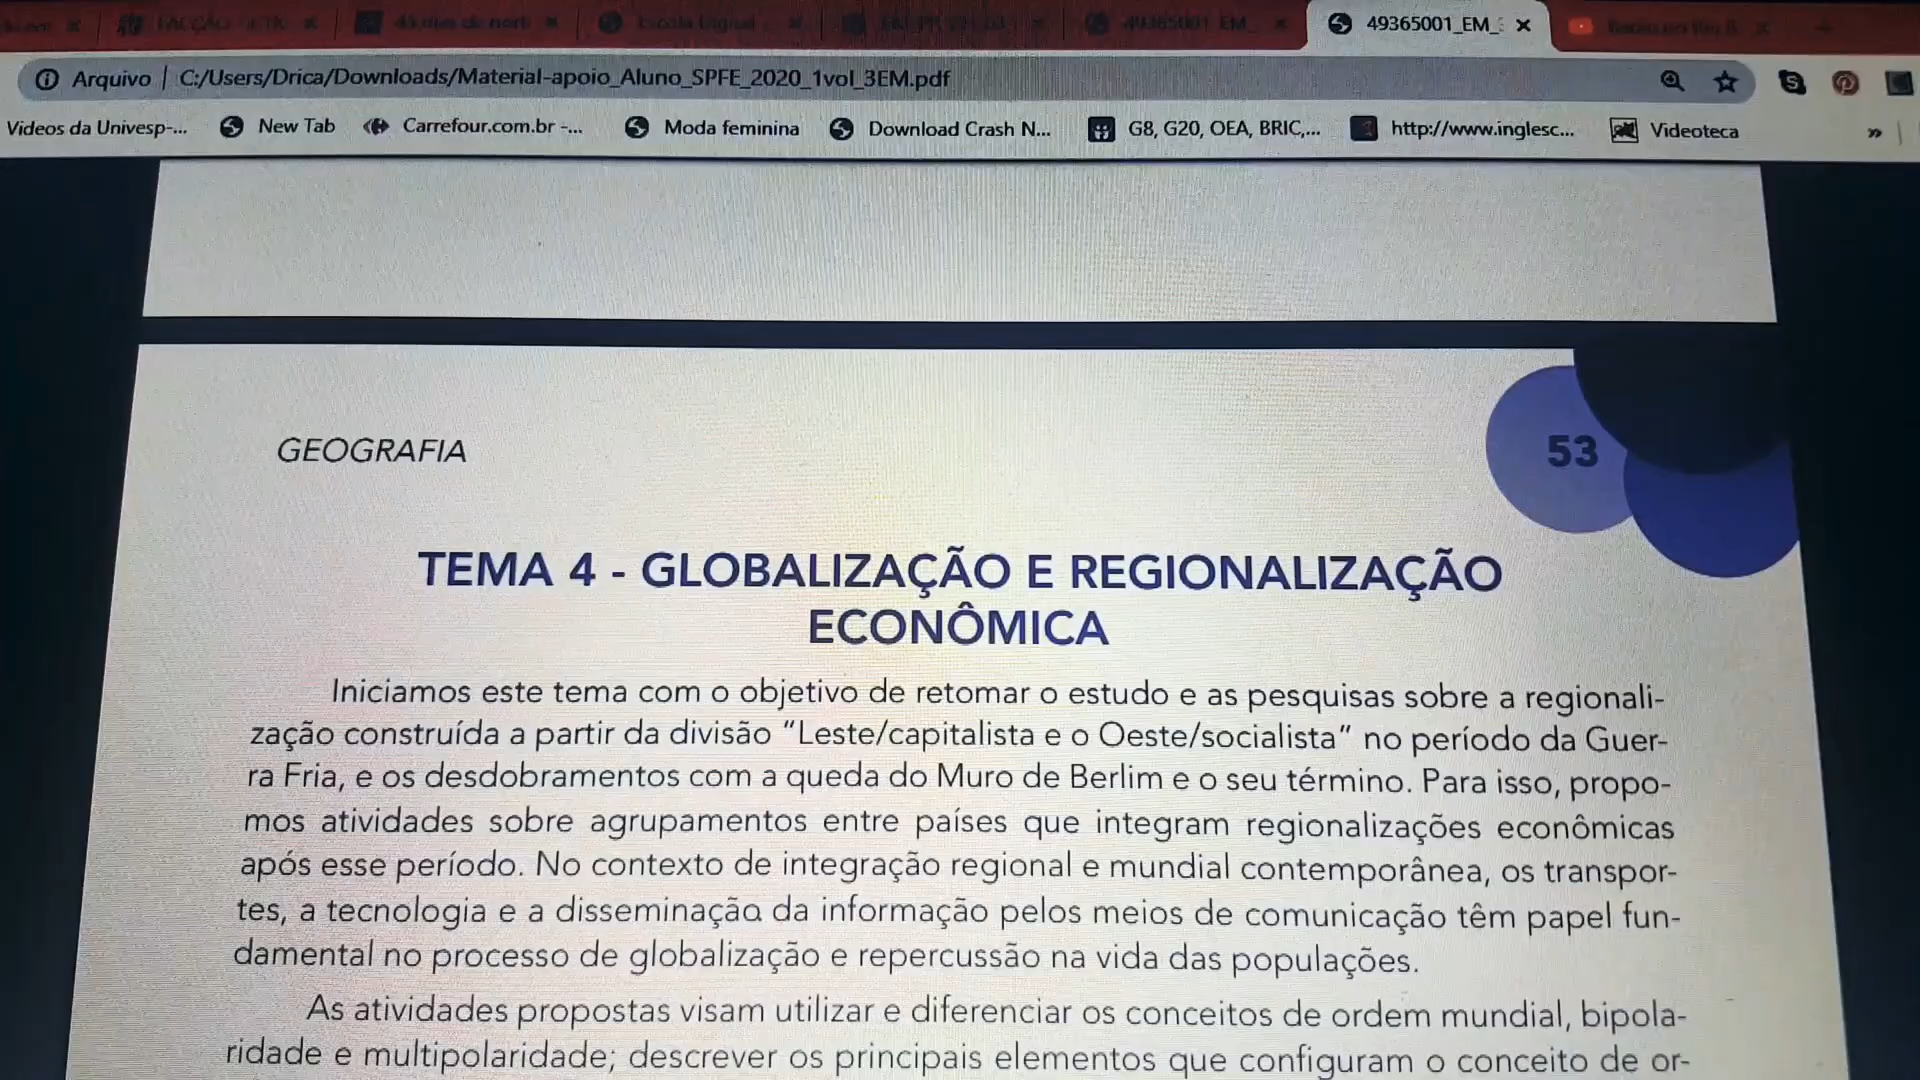 49365001_EM_
Arquivo | C:/Users/Drica/Downloads/Material-apoio_Aluno_SPFE_2020_1vol_3EM.pdf
Videos da Univesp-... New Tab Carrefour.com.br -... Moda feminina Download Crash N... G8, G20, OEA, BRIC,... http://www.inglesc... Videoteca »
GEOGRAFIA
53
TEMA 4 - GLOBALIZAÇÃO E REGIONALIZAÇÃO
ECONÔMICA
Iniciamos este tema com o objetivo de retomar o estudo e as pesquisas sobre a regionali-
zação construída a partir da divisão "Leste/capitalista e o Oeste/socialista" no período da Guer-
ra Fria, e os desdobramentos com a queda do Muro de Berlim e o seu término. Para isso, propo-
mos atividades sobre agrupamentos entre países que integram regionalizações econômicas
após esse período. No contexto de integração regional e mundial contemporânea, os transpor-
tes, a tecnologia e a disseminação da informação pelos meios de comunicação têm papel fun-
damental no processo de globalização e repercussão na vida das populações.
As atividades propostas visam utilizar e diferenciar os conceitos de ordem mundial, bipola-
ridade e multipolaridade; descrever os principais elementos que configuram o conceito de or-